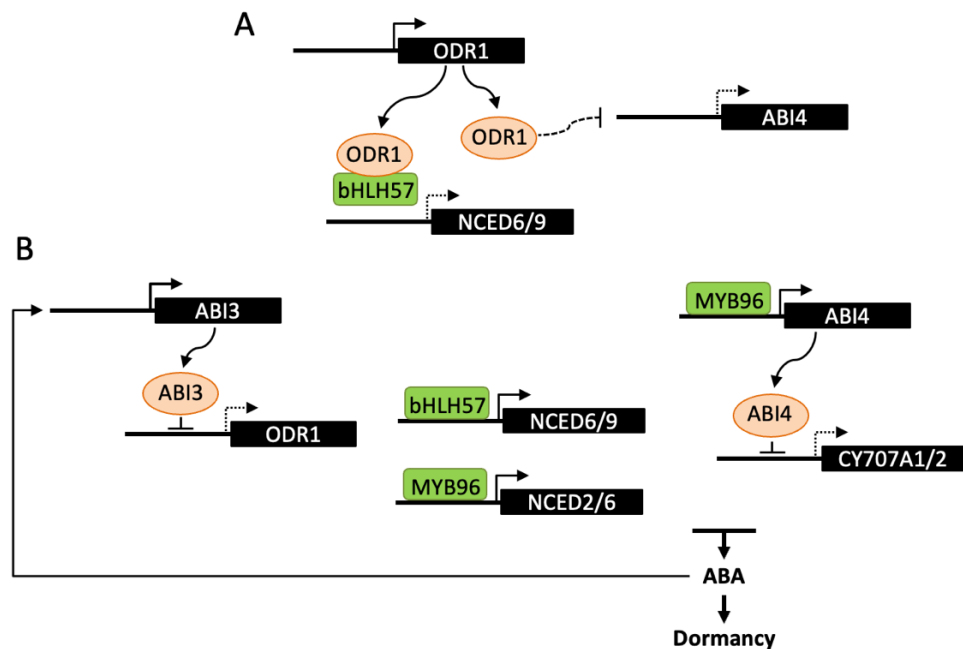 A
ODR1
ODR1
ODR1
ABI4
bHLH57
NCED6/9
B
ABI3
MYB96
ABI4
ABI3
ODR1
bHLH57
NCED6/9
ABI4
CY707A1/2
MYB96
NCED2/6
ABA
Dormancy